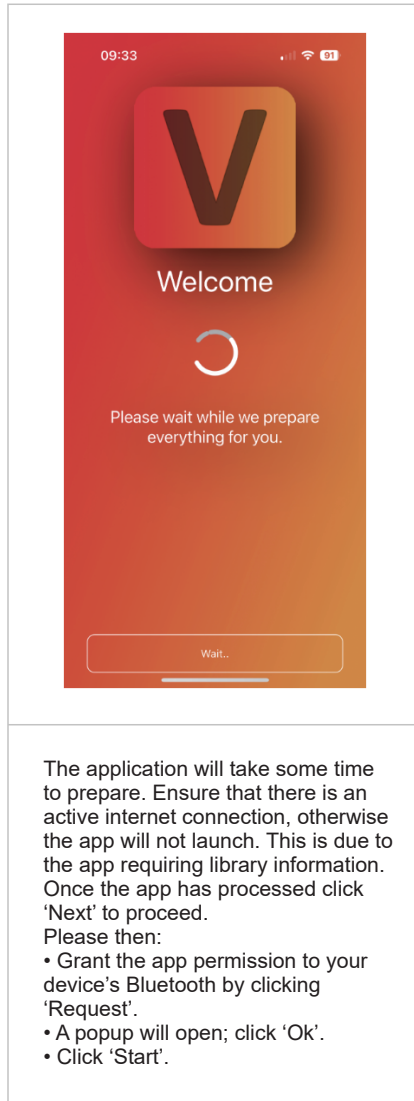 09:33
91
V
Welcome
Please wait while we prepare
everything for you.
Wait..
The application will take some time
to prepare. Ensure that there is an
active internet connection, otherwise
the app will not launch. This is due to
the app requiring library information.
Once the app has processed click
‘Next’ to proceed.
Please then:
• Grant the app permission to your
device’s Bluetooth by clicking
‘Request’.
• A popup will open; click ‘Ok’.
• Click ‘Start’.